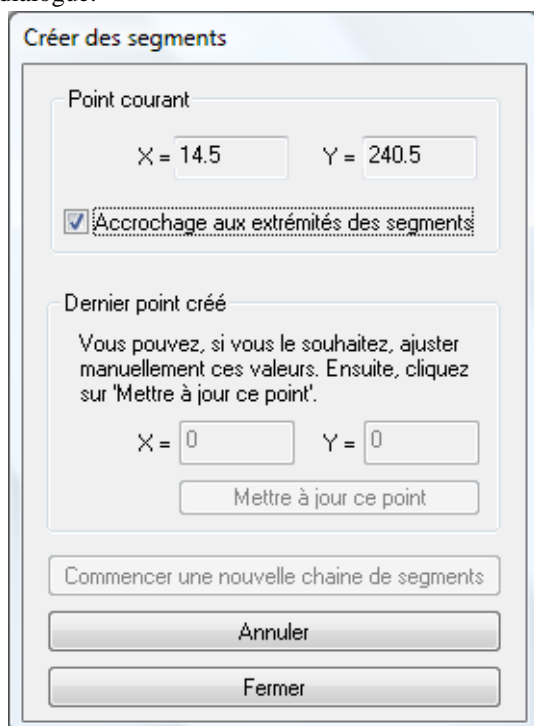 dialogue.
Créer des segments
Point courant
X = 14.5 Y = 240.5
Accrochage aux extrémités des segments
Dernier point créé
Vous pouvez, si vous le souhaitez, ajuster
manuellement ces valeurs. Ensuite, cliquez
sur 'Mettre à jour ce point'.
X = 0 Y = 0
Mettre à jour ce point
Commencer une nouvelle chaine de segments
Annuler
Fermer